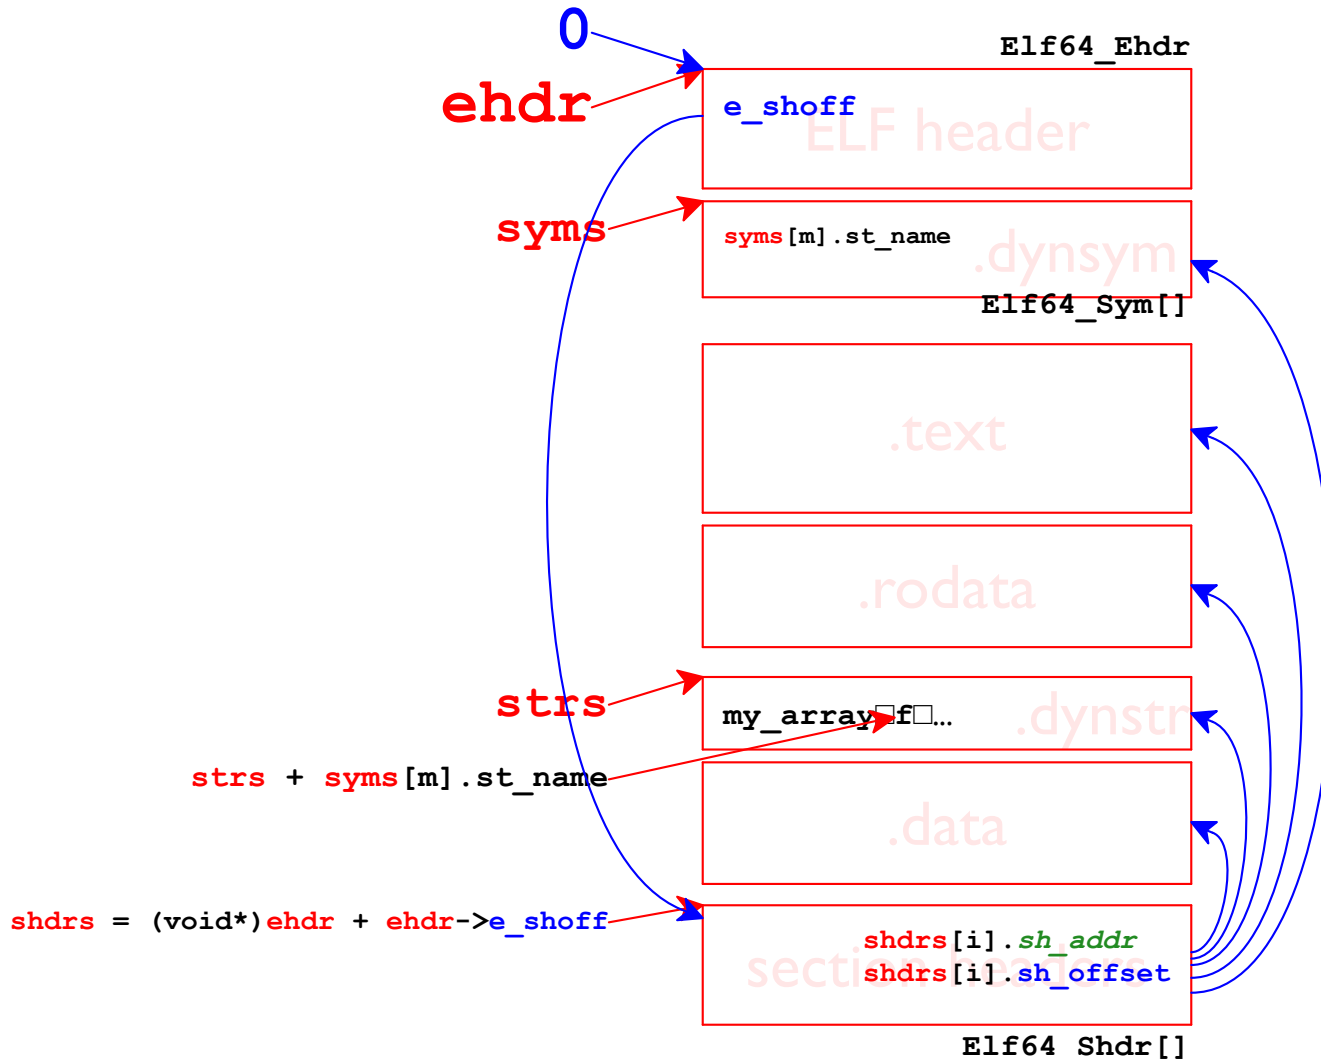 0
Elf64_Ehdr
ehdr
e_shoff
ELF header
syms
syms[m].st_name
.dynsym
Elf64_Sym[]
.text
.rodata
strs
my_array□f□…
.dynstr
strs + syms[m].st_name
.data
shdrs = (void*)ehdr + ehdr->e_shoff
shdrs[i].sh_addr
section headers
shdrs[i].sh_offset
Elf64_Shdr[]